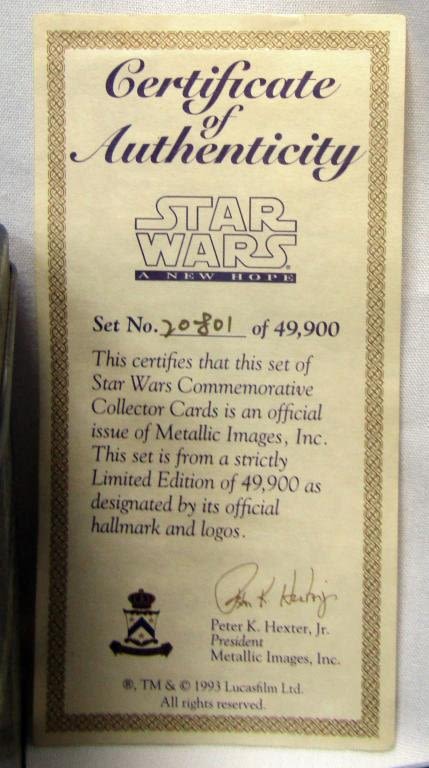 Certificate
of
Authenticity
STAR
WARS®
A NEW HOPE
Set No. 20801 of 49,900
This certifies that this set of
Star Wars Commemorative
Collector Cards is an official
issue of Metallic Images, Inc.
This set is from a strictly
Limited Edition of 49,900 as
designated by its official
hallmark and logos.
Peter K. Hexter, Jr.
President
Metallic Images, Inc.
®, TM & © 1993 Lucasfilm Ltd.
All rights reserved.